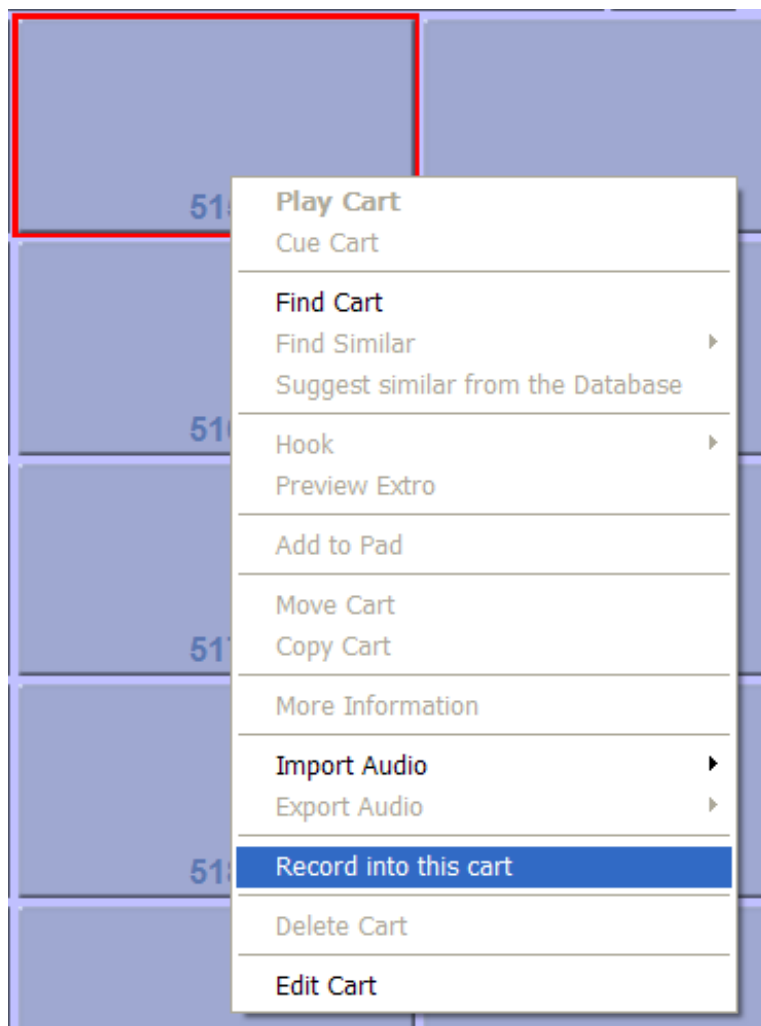 Play Cart
Cue Cart
Find Cart
Find Similar
Suggest similar from the Database
Hook
Preview Extro
Add to Pad
Move Cart
Copy Cart
More Information
Import Audio
Export Audio
Record into this cart
Delete Cart
Edit Cart